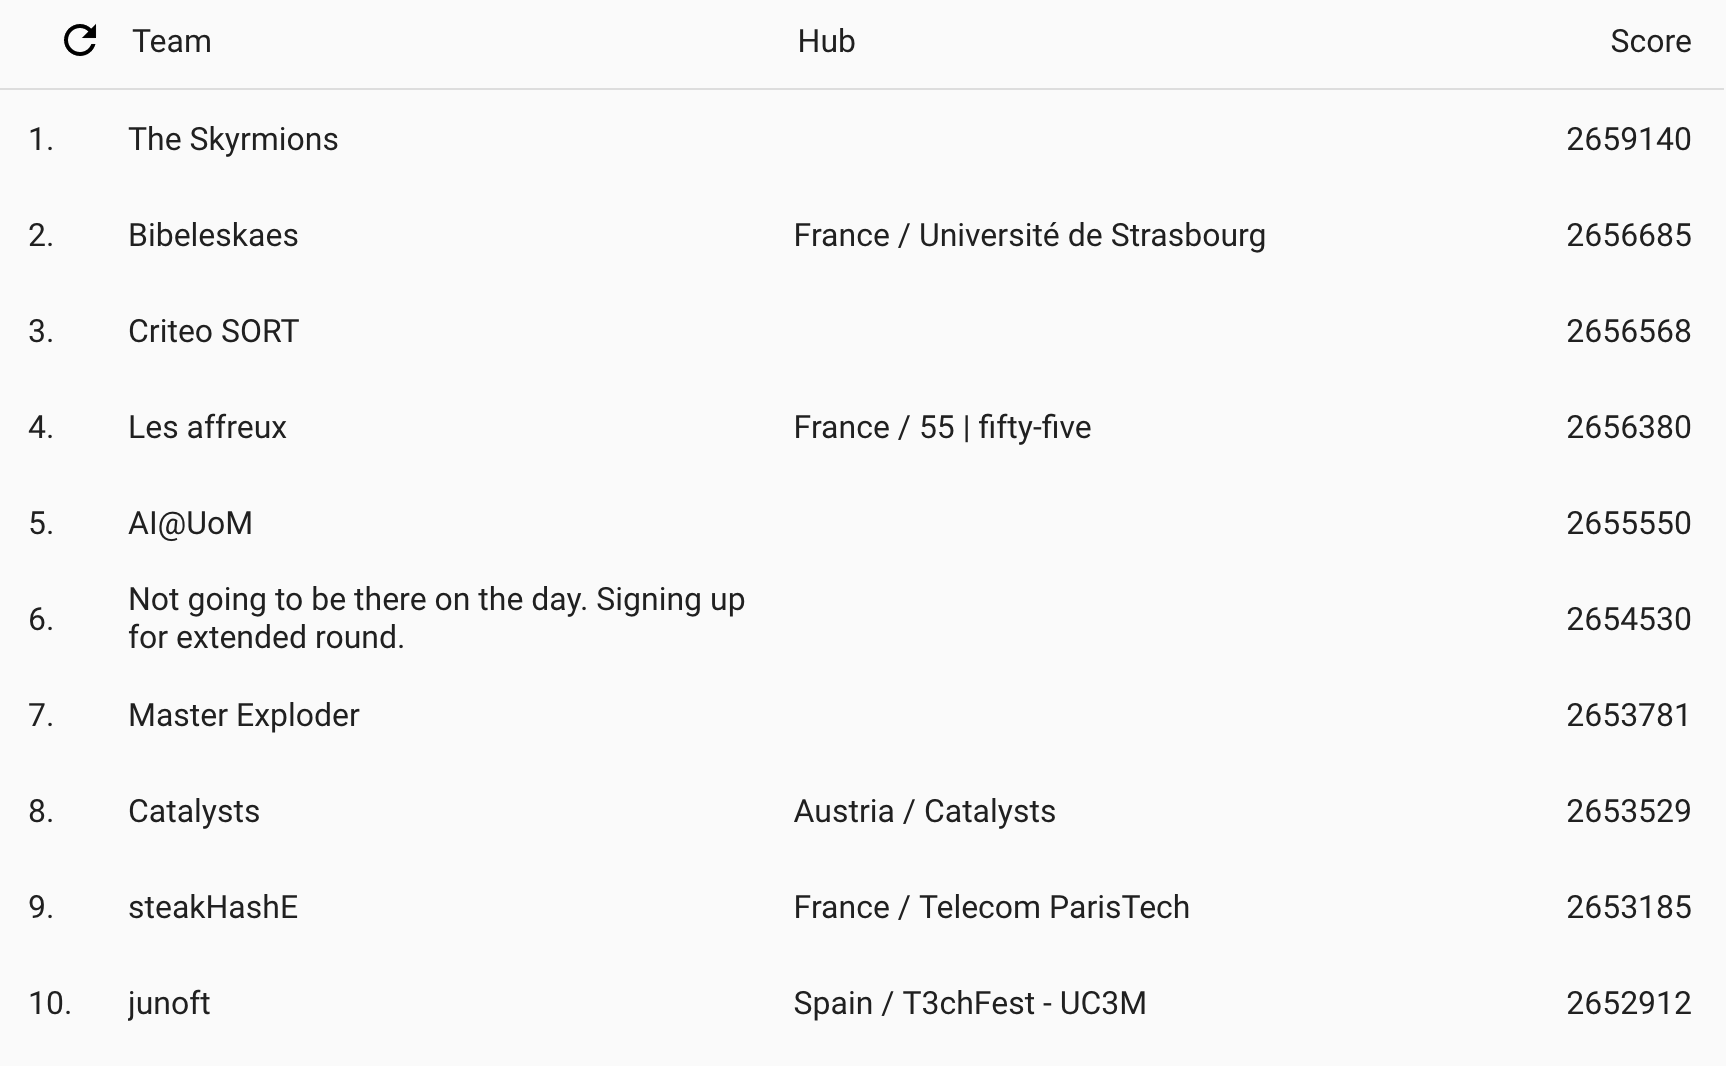 Team Hub Score
1. The Skyrmions 2659140
2. Bibeleskaes France / Université de Strasbourg 2656685
3. Criteo SORT 2656568
4. Les affreux France / 55 | fifty-five 2656380
5. AI@UoM 2655550
6. Not going to be there on the day. Signing up
for extended round. 2654530
7. Master Exploder 2653781
8. Catalysts Austria / Catalysts 2653529
9. steakHashE France / Telecom ParisTech 2653185
10. junoft Spain / T3chFest - UC3M 2652912